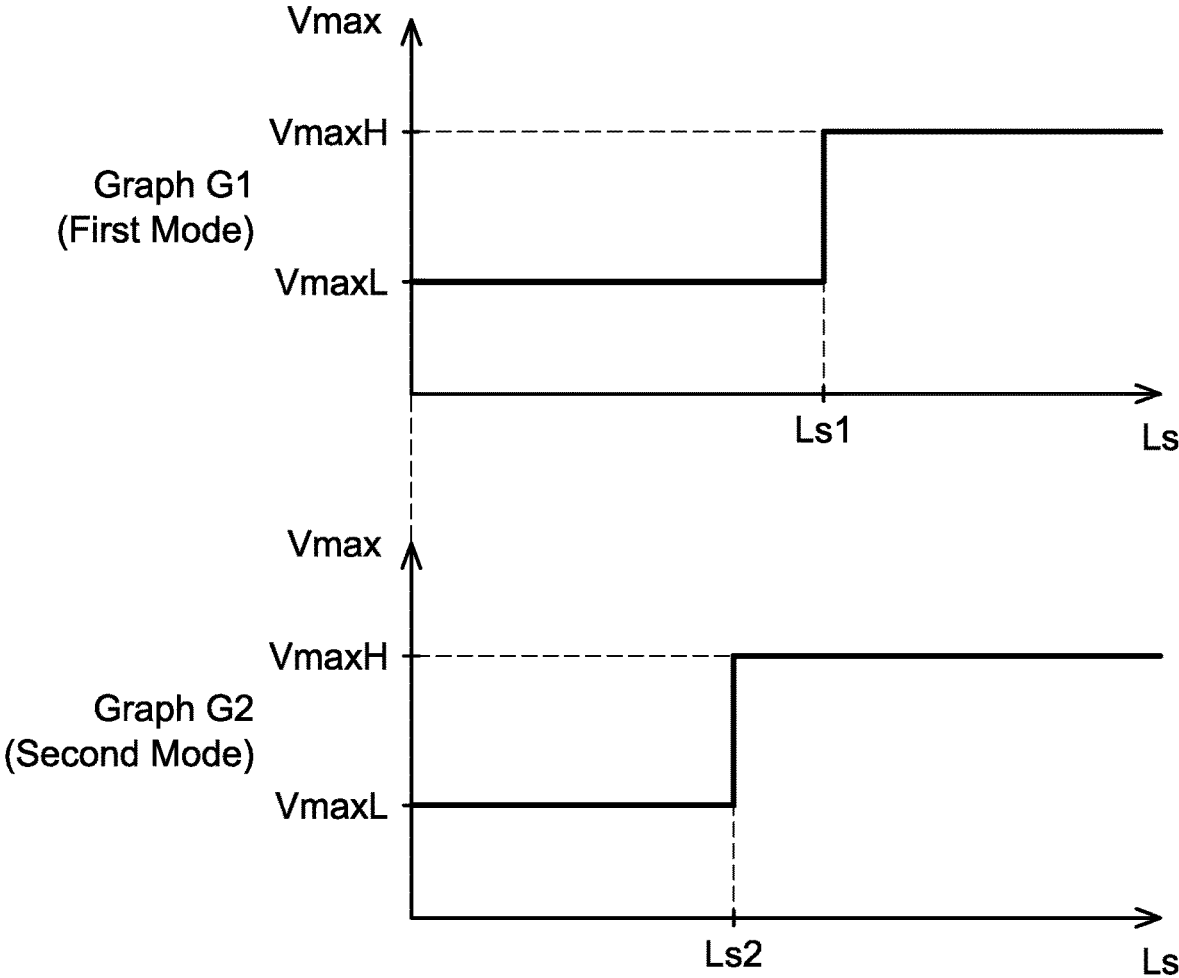 Vmax
VmaxH
Graph G1
(First Mode)
VmaxL
Ls1
Ls
Vmax
VmaxH
Graph G2
(Second Mode)
VmaxL
Ls2
Ls